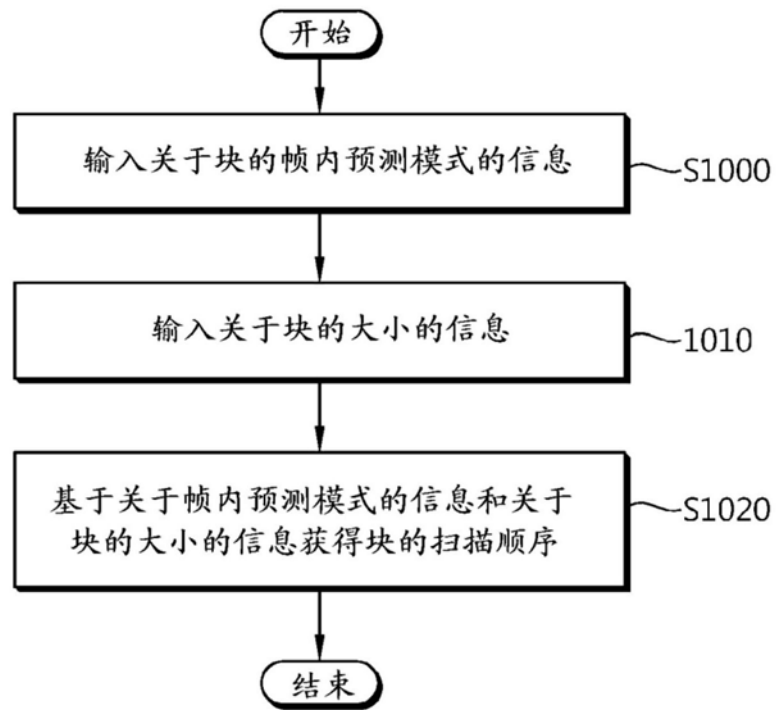 开始
输入关于块的帧内预测模式的信息
S1000
输入关于块的大小的信息
1010
基于关于帧内预测模式的信息和关于
块的大小的信息获得块的扫描顺序
S1020
结束